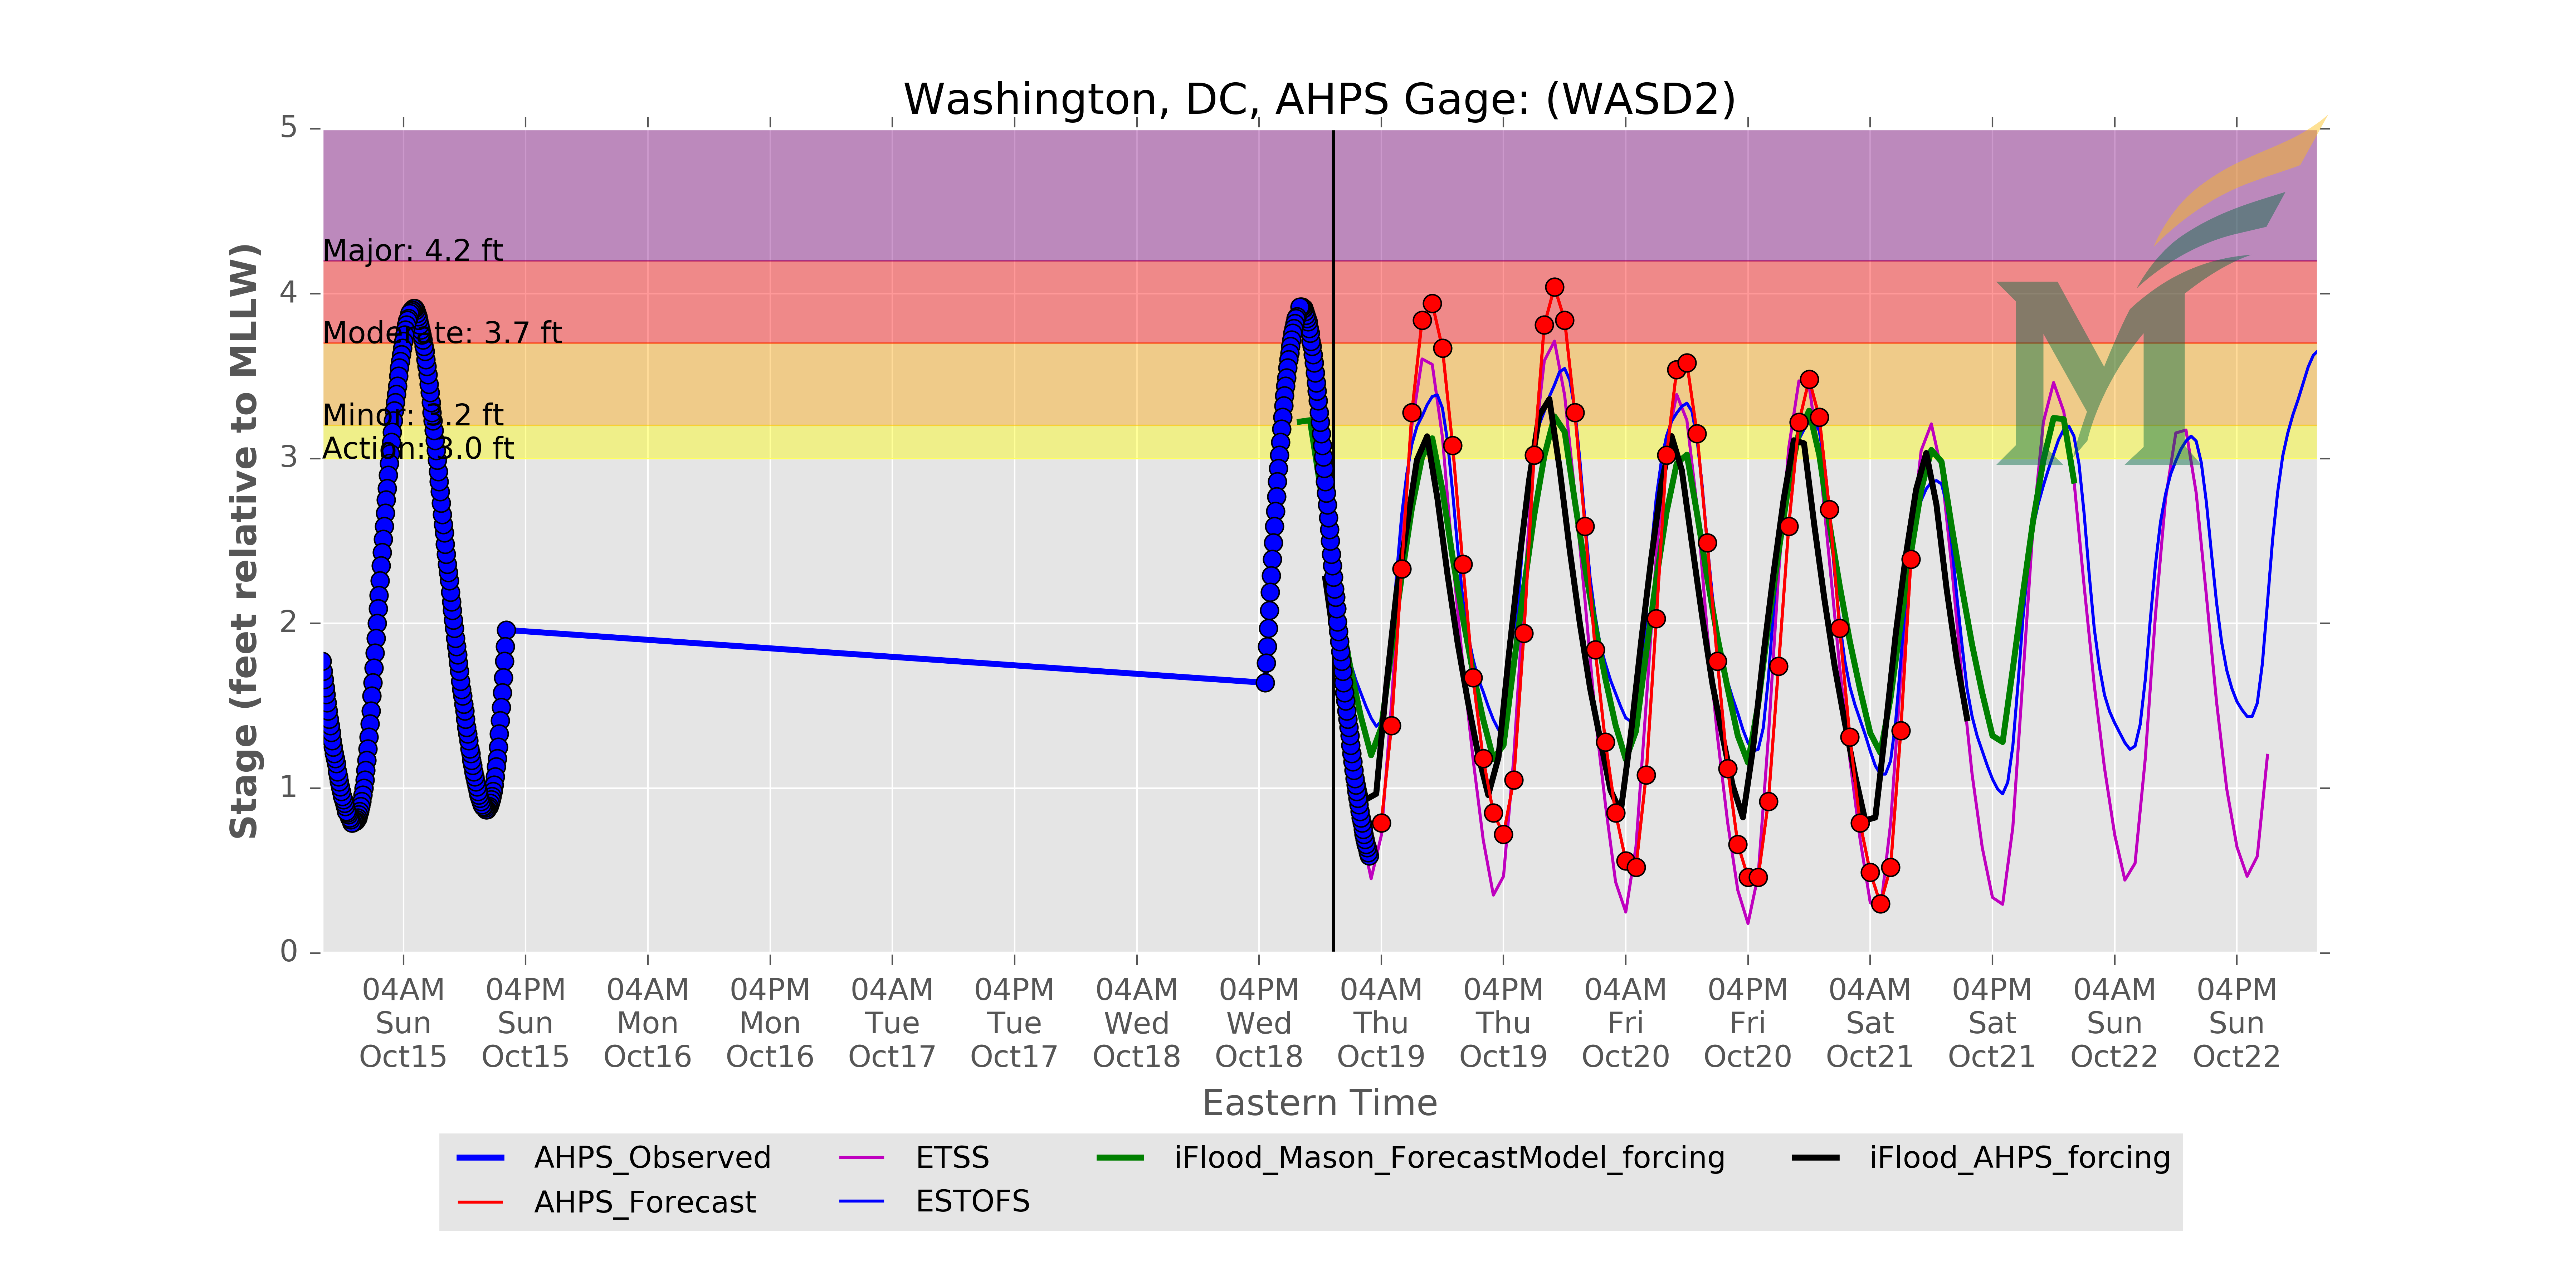 Washington, DC, AHPS Gage: (WASD2)
Stage (feet relative to MLLW)
5
4
3
2
1
0
Major: 4.2 ft
Moderate: 3.7 ft
Minor: 3.2 ft
Action: 3.0 ft
M
04AM 04PM 04AM 04PM 04AM 04PM 04AM 04PM 04AM 04PM 04AM 04PM 04AM 04PM 04AM 04PM
Sun Sun Mon Mon Tue Tue Wed Wed Thu Thu Fri Fri Sat Sat Sun Sun
Oct15 Oct15 Oct16 Oct16 Oct17 Oct17 Oct18 Oct18 Oct19 Oct19 Oct20 Oct20 Oct21 Oct21 Oct22 Oct22
Eastern Time
AHPS_Observed ETSS iFlood_Mason_ForecastModel_forcing iFlood_AHPS_forcing
AHPS_Forecast ESTOFS